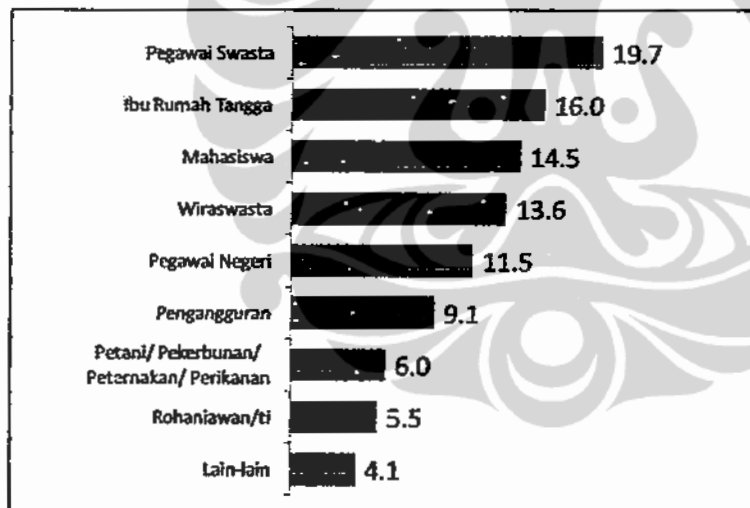 Pegawai Swasta 19.7
Ibu Rumah Tangga 16.0
Mahasiswa 14.5
Wiraswasta 13.6
Pegawai Negeri 11.5
Pengangguran 9.1
Petani/ Pekerbunan/
Peternakan/ Perikanan 6.0
Rohaniawan/ti 5.5
Lain-lain 4.1